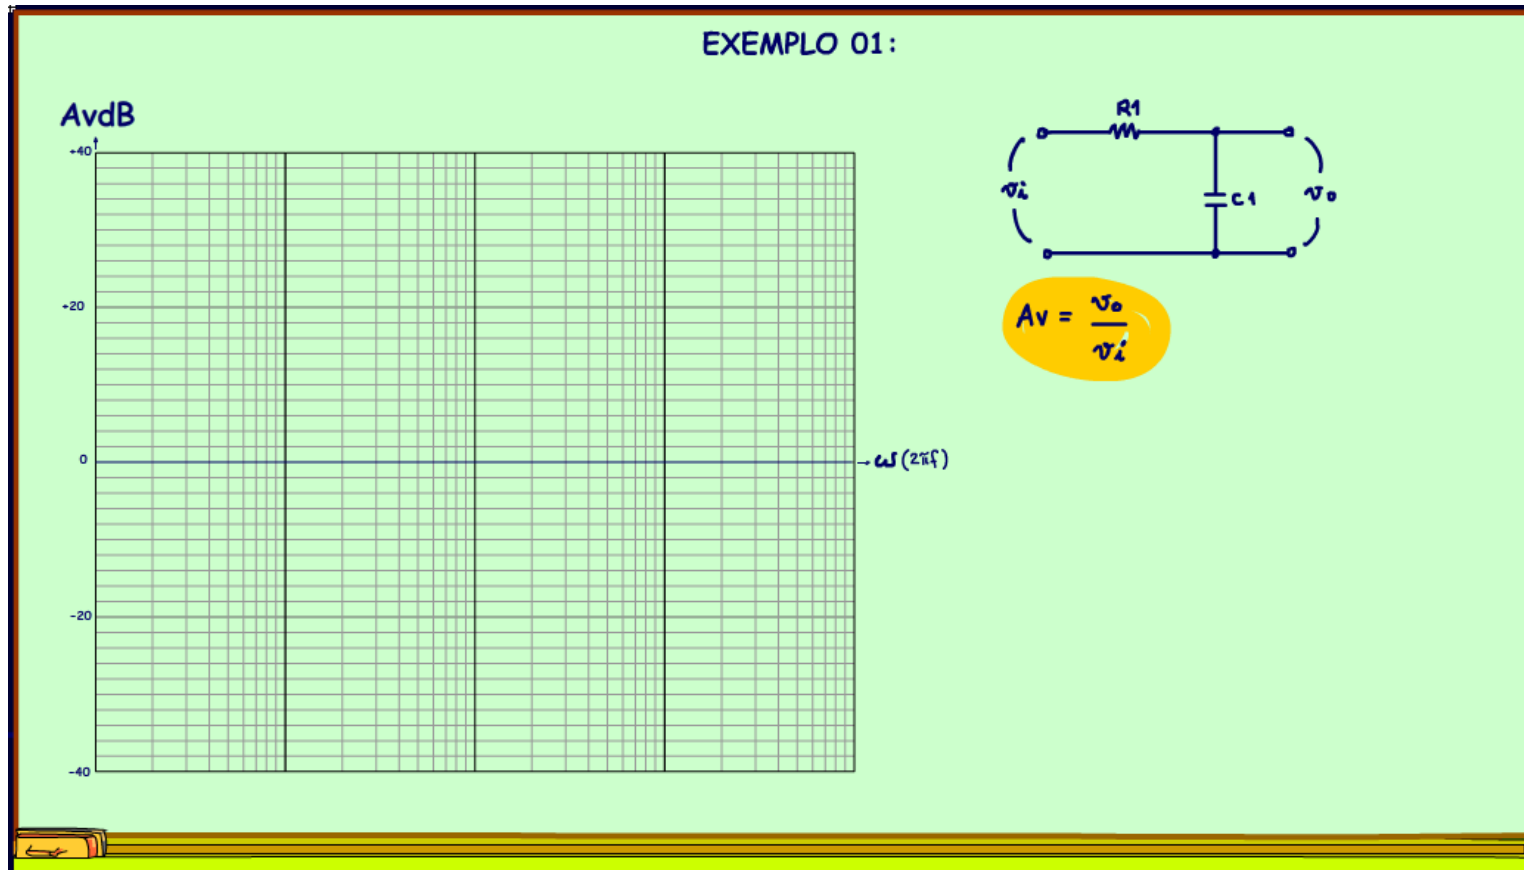 EXEMPLO 01:
AvdB
+40
+20
0
-20
-40
ω(2πf)
R1
vi
C1
vo
Av = vo
vi